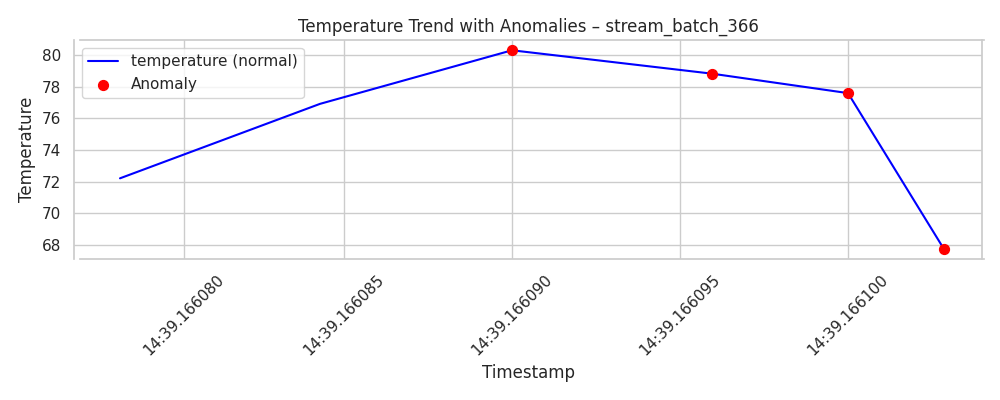 Temperature Trend with Anomalies – stream_batch_366
temperature (normal)
Anomaly
Temperature
80
78
76
74
72
70
68
14:39.166080
14:39.166085
14:39.166090
14:39.166095
14:39.166100
Timestamp